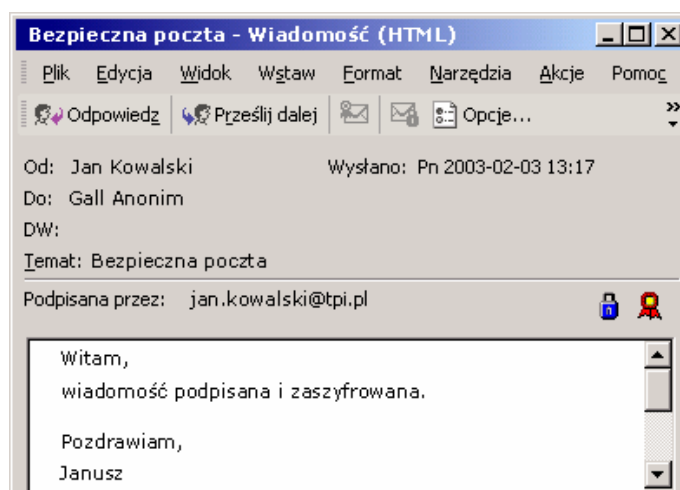 Bezpieczna poczta - Wiadomość (HTML)
Plik Edycja Widok Wstaw Format Narzędzia Akcje Pomoc
Odpowiedz Prześlij dalej Opcje... »
Od: Jan Kowalski Wysłano: Pn 2003-02-03 13:17
Do: Gall Anonim
DW:
Temat: Bezpieczna poczta
Podpisana przez: jan.kowalski@tpi.pl
Witam,
wiadomość podpisana i zaszyfrowana.
Pozdrawiam,
Janusz